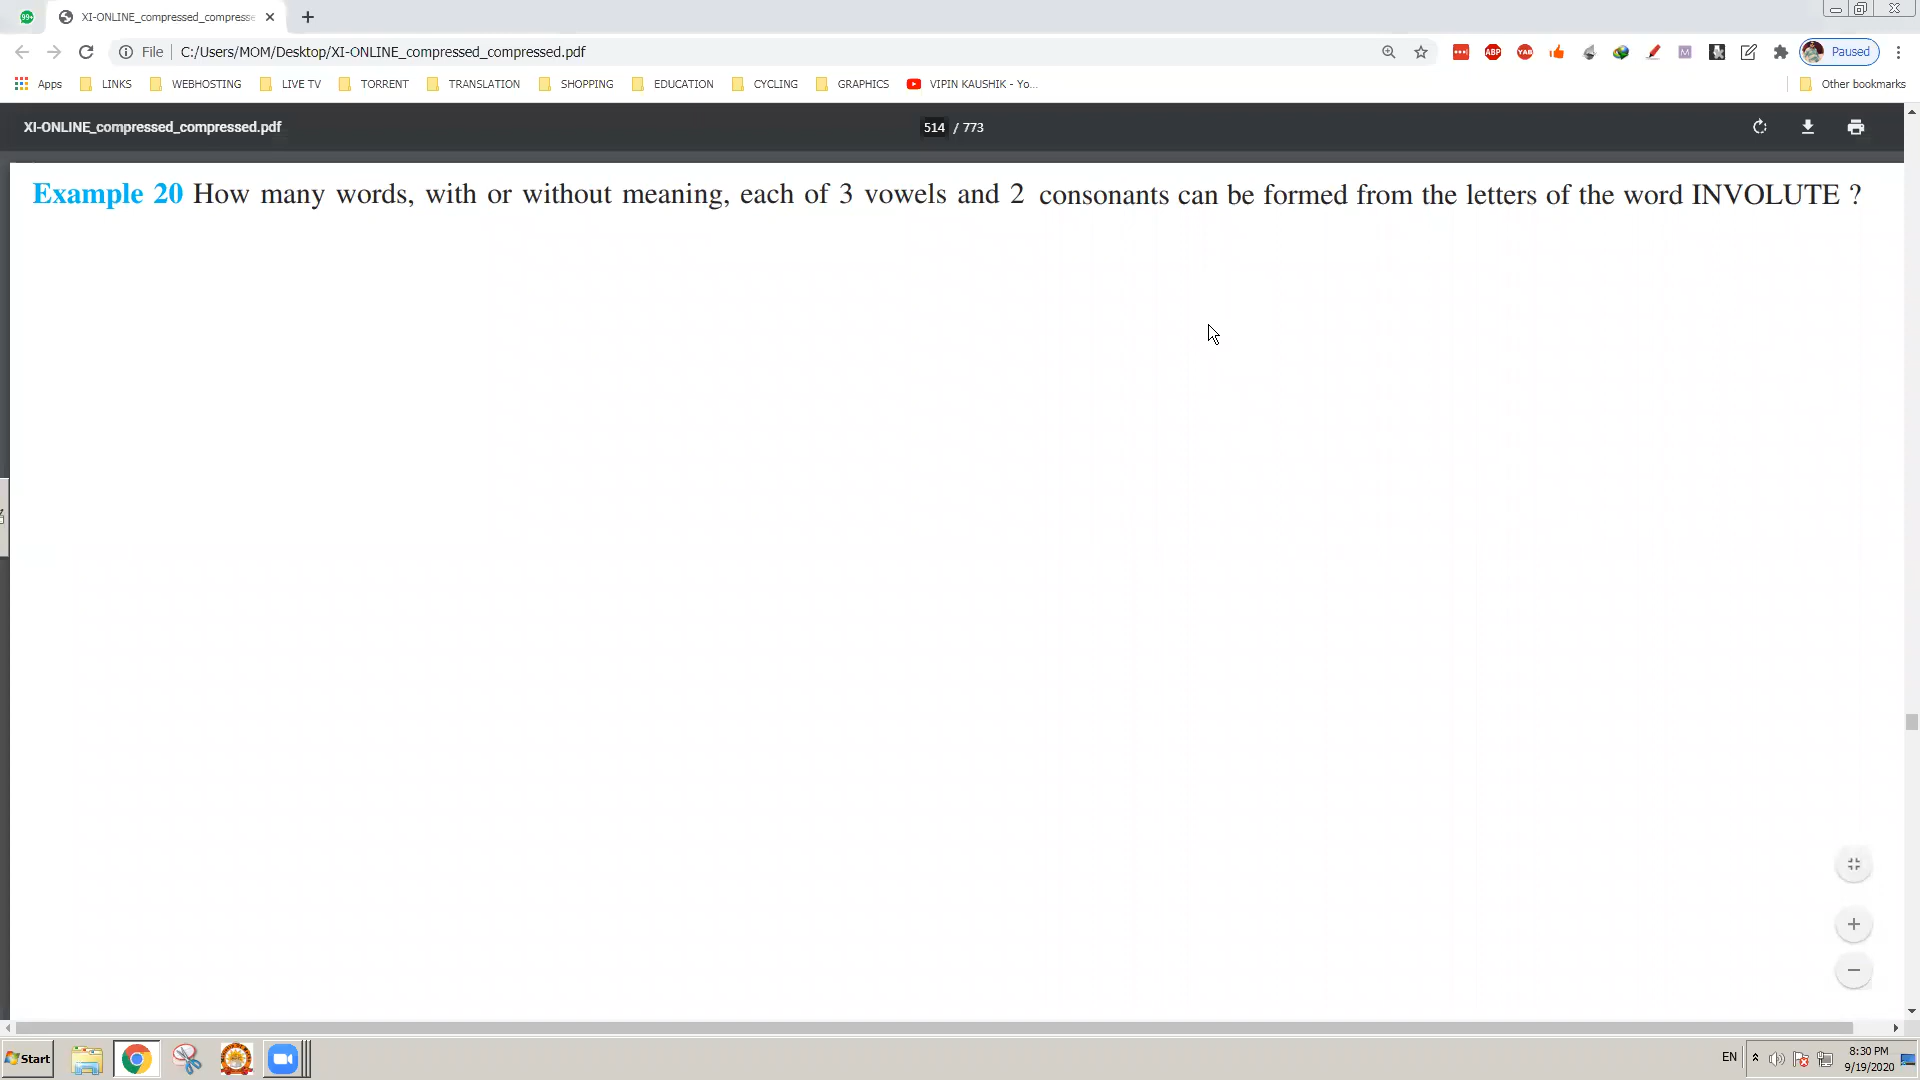 XI-ONLINE_compressed_compresse
File
C:/Users/MOM/Desktop/XI-ONLINE_compressed_compressed.pdf
ABP
YAB
M
Paused
Apps LINKS WEBHOSTING LIVE TV TORRENT TRANSLATION SHOPPING EDUCATION CYCLING GRAPHICS VIPIN KAUSHIK - Yo... Other bookmarks
XI-ONLINE_compressed_compressed.pdf 514 / 773
Example 20 How many words, with or without meaning, each of 3 vowels and 2 consonants can be formed from the letters of the word INVOLUTE ?
Start
EN
8:30 PM
9/19/2020